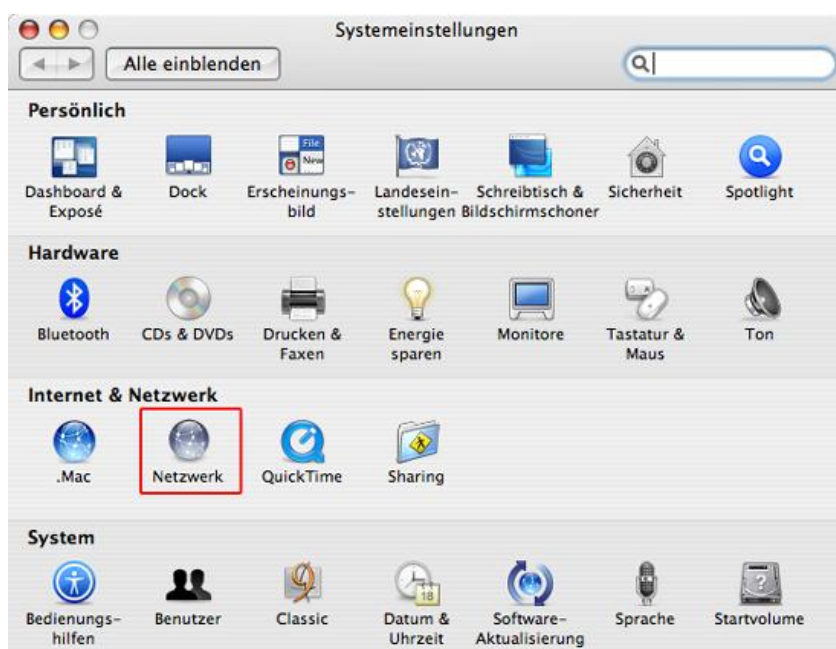 Systemeinstellungen
Alle einblenden
Persönlich
Dashboard & Exposé
Dock
File
New
Erscheinungs-
bild
Landesein-
stellungen
Schreibtisch &
Bildschirmschoner
Sicherheit
Spotlight
Hardware
Bluetooth
CDs & DVDs
Drucken &
Faxen
Energie
sparen
Monitore
Tastatur &
Maus
Ton
Internet & Netzwerk
.Mac
Netzwerk
QuickTime
Sharing
System
Bedienungs-
hilfen
Benutzer
9
Classic
18
Datum &
Uhrzeit
Software-
Aktualisierung
Sprache
?
Startvolume